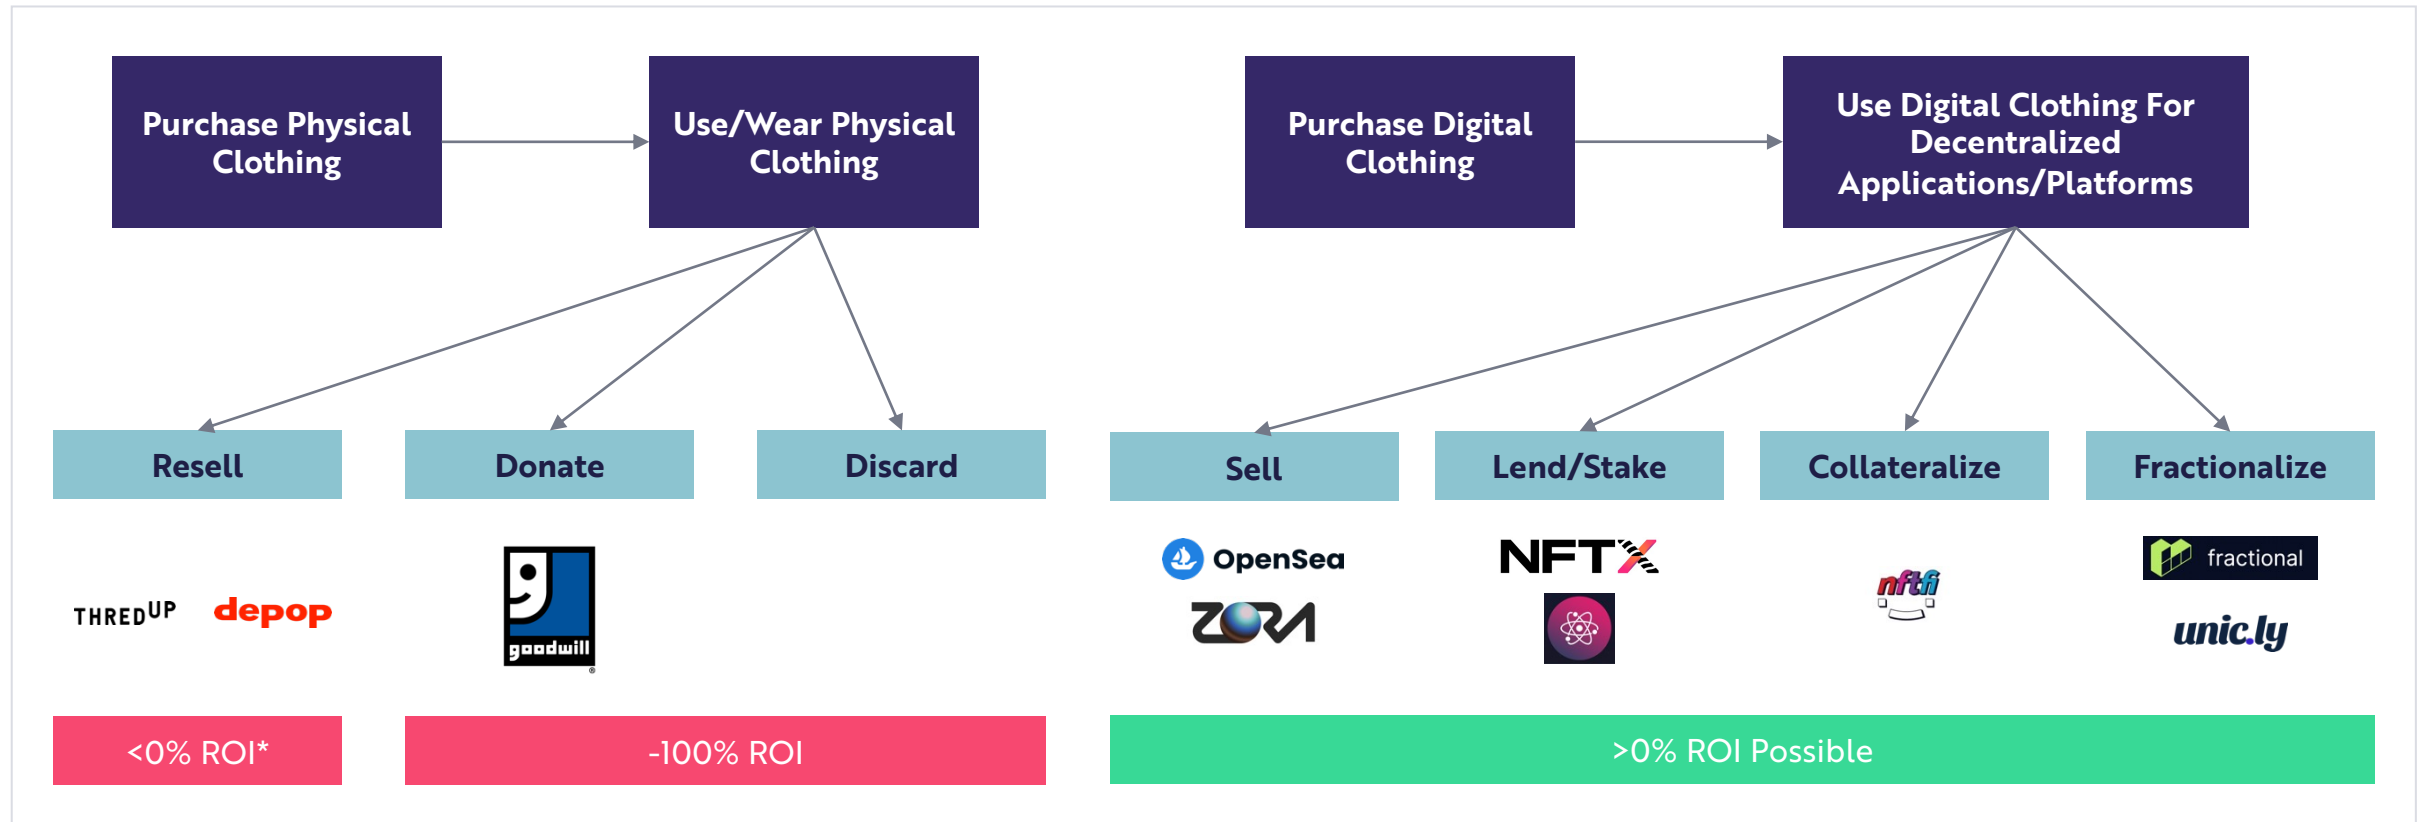 Purchase Physical
Clothing
Use/Wear Physical
Clothing
Purchase Digital
Clothing
Use Digital Clothing For
Decentralized
Applications/Platforms
Resell
Donate
Discard
Sell
Lend/Stake
Collateralize
Fractionalize
THREDUP
depop
goodwill
®
OpenSea
ZORA
NFTX
nftfi
fractional
unic.ly
<0% ROI*
-100% ROI
>0% ROI Possible